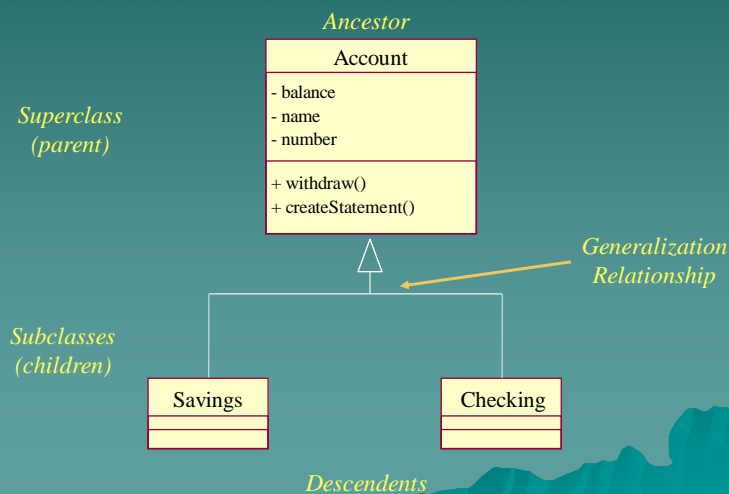 Ancestor
Account
- balance
- name
- number
+ withdraw()
+ createStatement()
Superclass
(parent)
Generalization
Relationship
Subclasses
(children)
Savings
Checking
Descendents